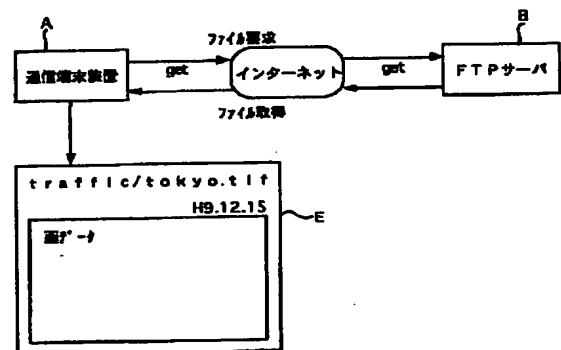 A
B
ファイル要求
通信端末装置
get
インターネット
get
FTPサーバ
ファイル取得
traffic/tokyo.tif
H9.12.15
E
画データ